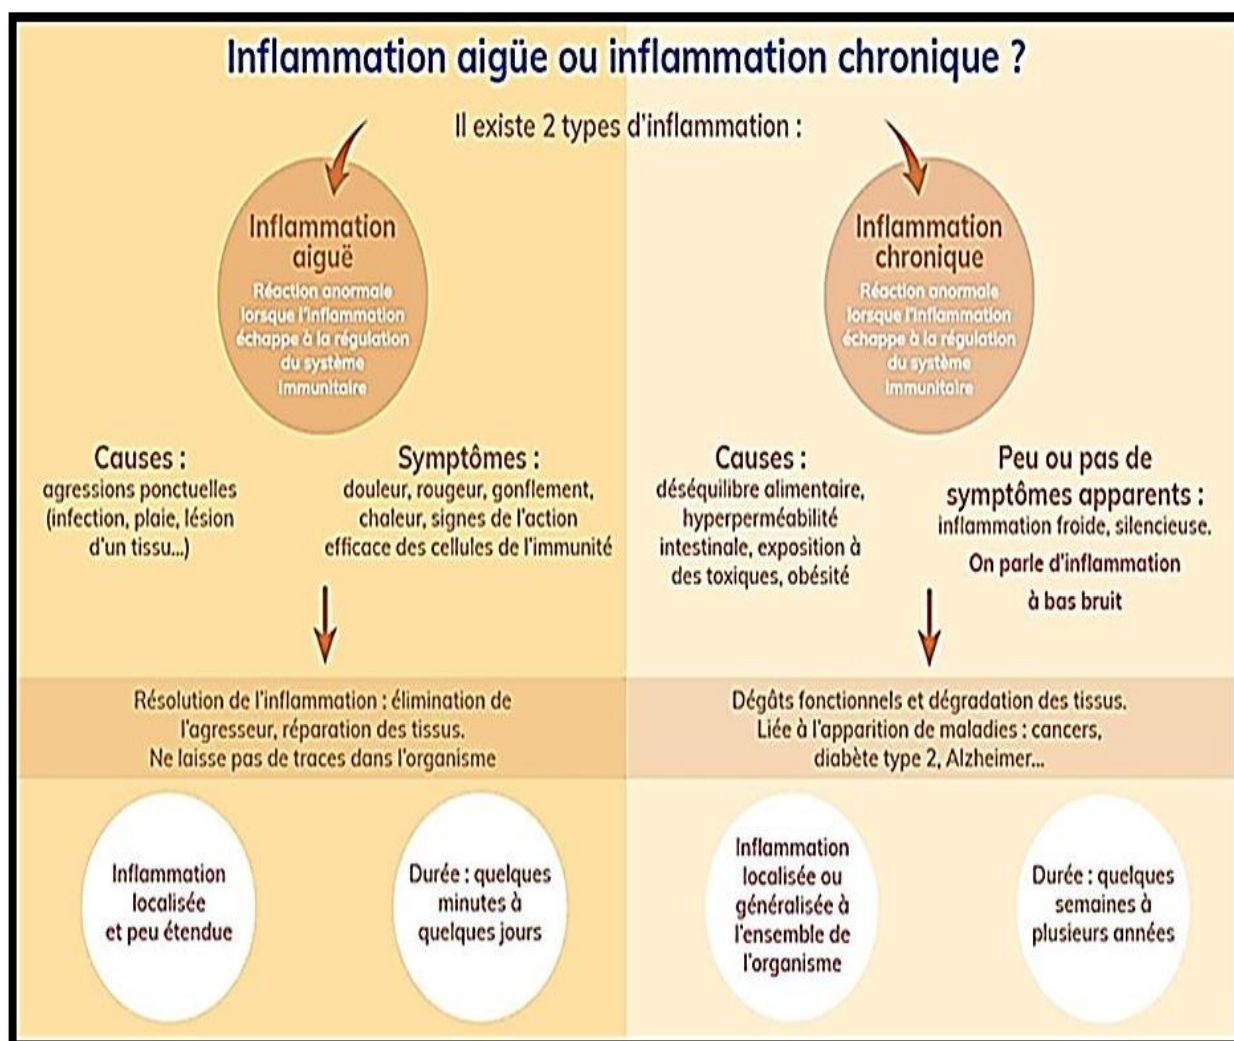 Inflammation aigüe ou inflammation chronique ?
Il existe 2 types d'inflammation :
Inflammation
aiguë
Réaction anormale
lorsque l'inflammation
échappe à la régulation
du système
Immunitaire
Causes :
agressions ponctuelles
(infection, plaie, lésion
d'un tissu...)
Symptômes :
douleur, rougeur, gonflement,
chaleur, signes de l'action
efficace des cellules de l'immunité
Résolution de l'inflammation : élimination de
l'agresseur, réparation des tissus.
Ne laisse pas de traces dans l'organisme
Inflammation
localisée
et peu étendue
Durée : quelques
minutes à
quelques jours
Inflammation
chronique
Réaction anormale
lorsque l'inflammation
échappe à la régulation
du système
Immunitaire
Causes :
déséquilibre alimentaire,
hyperperméabilité
intestinale, exposition à
des toxiques, obésité
Peu ou pas de
symptômes apparents :
inflammation froide, silencieuse.
On parle d'inflammation
à bas bruit
Dégâts fonctionnels et dégradation des tissus.
Liée à l'apparition de maladies : cancers,
diabète type 2, Alzheimer...
Inflammation
localisée ou
généralisée à
l'ensemble de
l'organisme
Durée : quelques
semaines à
plusieurs années